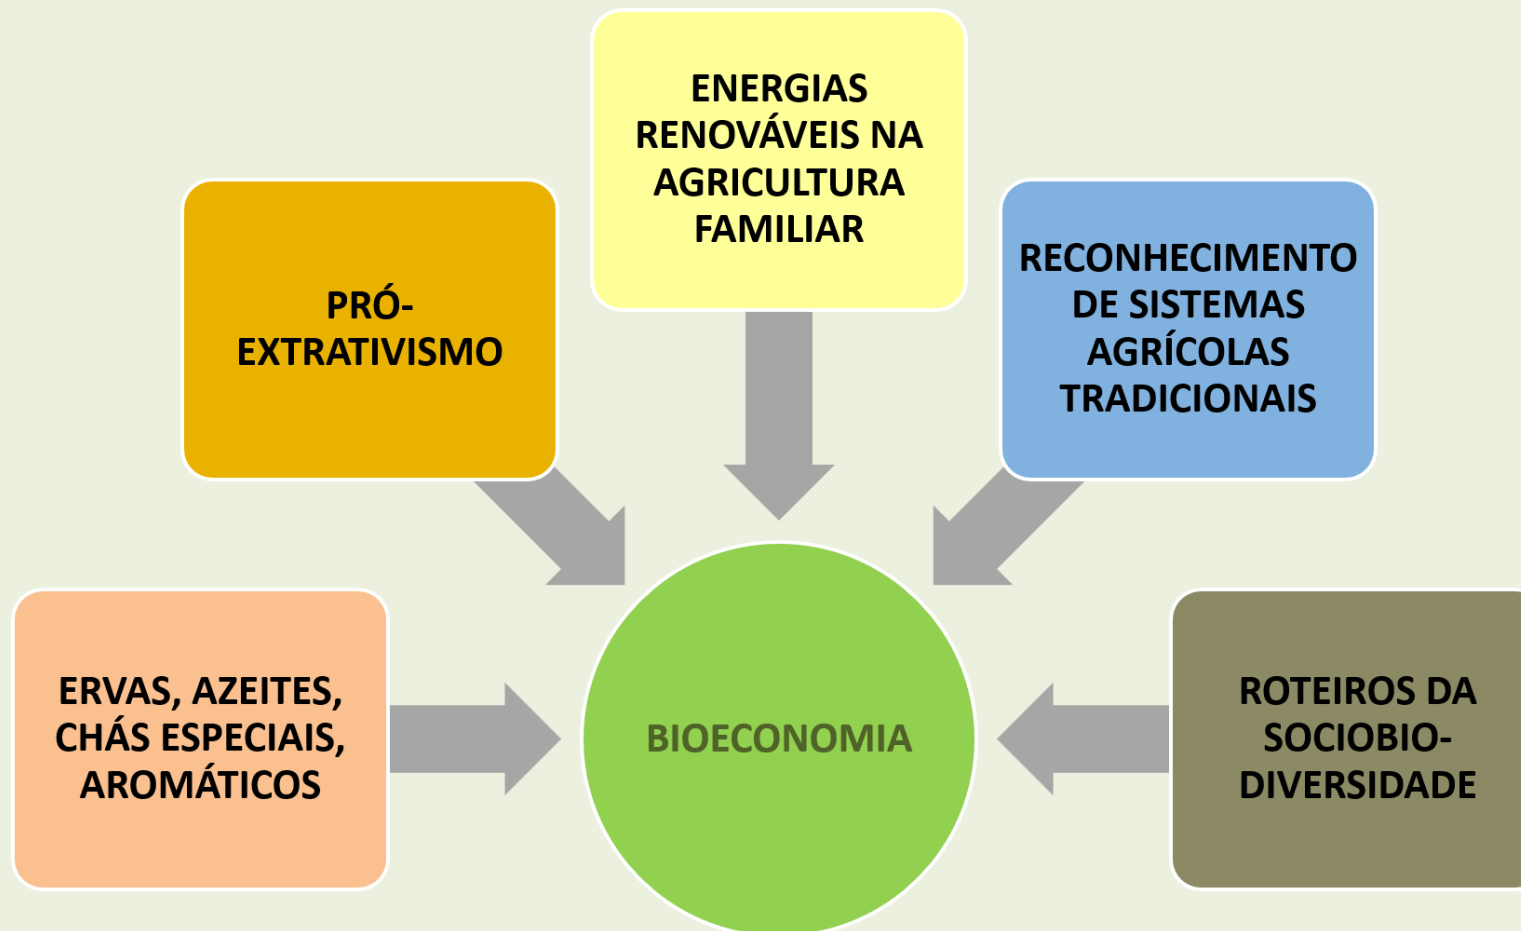 ENERGIAS
RENOVÁVEIS NA
AGRICULTURA
FAMILIAR
PRÓ-
EXTRATIVISMO
RECONHECIMENTO
DE SISTEMAS
AGRÍCOLAS
TRADICIONAIS
ERVAS, AZEITES,
CHÁS ESPECIAIS,
AROMÁTICOS
BIOECONOMIA
ROTEIROS DA
SOCIOBIO-
DIVERSIDADE